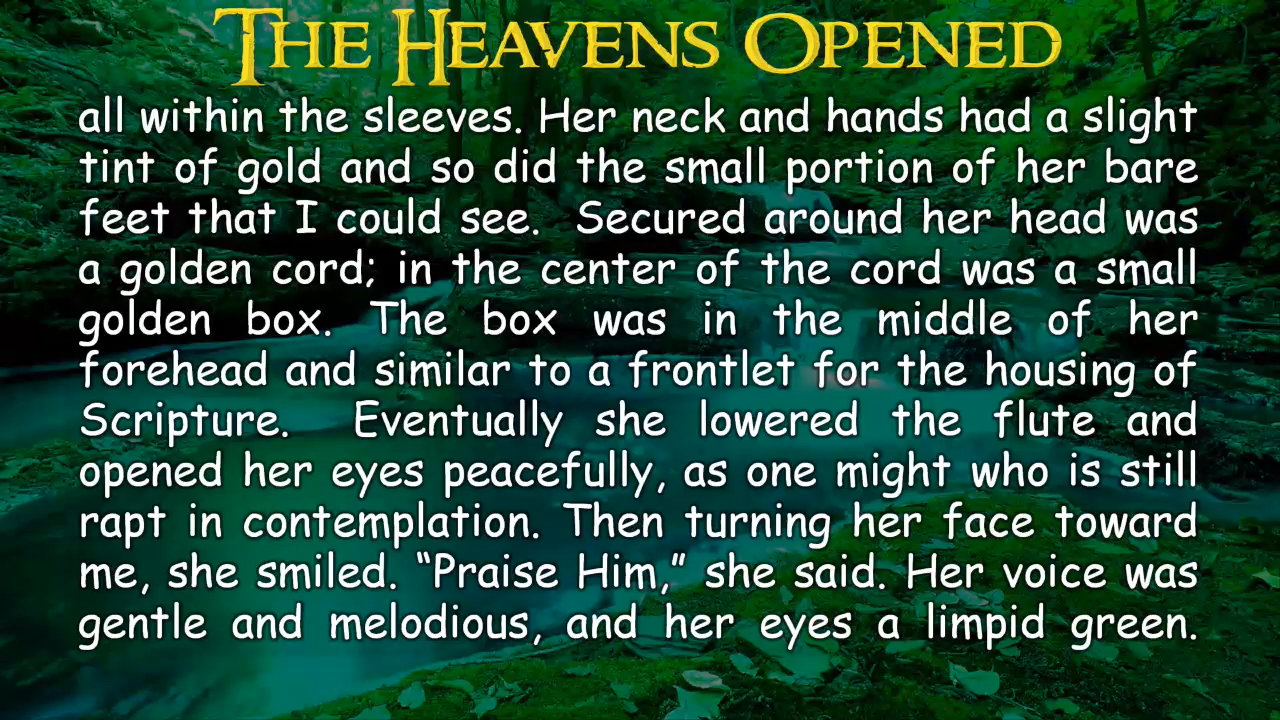 The Heavens Opened
all within the sleeves. Her neck and hands had a slight
tint of gold and so did the small portion of her bare
feet that I could see.  Secured around her head was
a golden cord; in the center of the cord was a small
golden box. The box was in the middle of her
forehead and similar to a frontlet for the housing of
Scripture.  Eventually she lowered the flute and
opened her eyes peacefully, as one might who is still
rapt in contemplation. Then turning her face toward
me, she smiled. “Praise Him,” she said. Her voice was
gentle and melodious, and her eyes a limpid green.